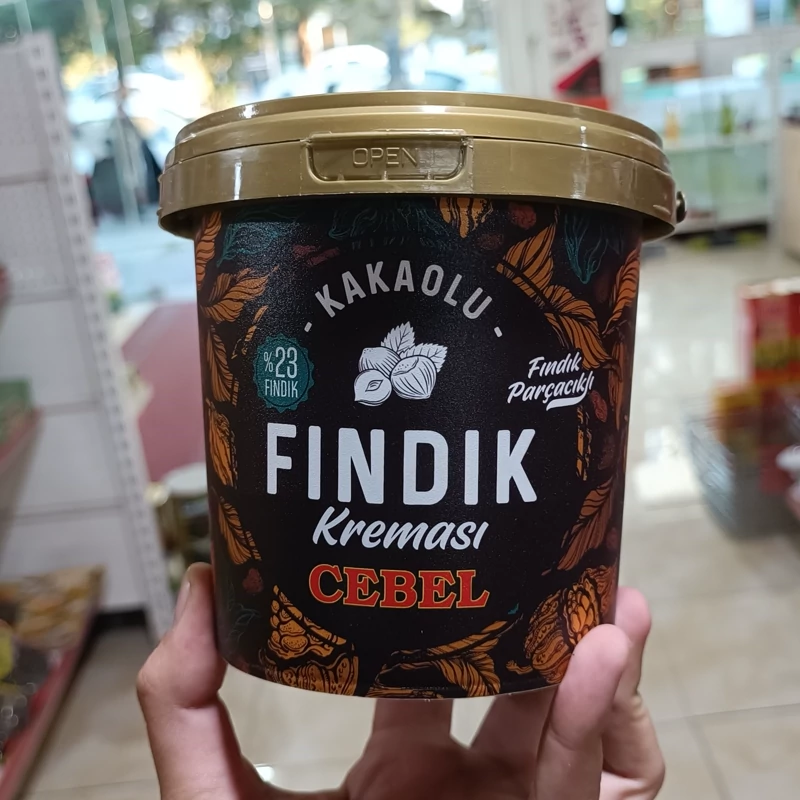 OPEN
- KAKAOLU -
%23
FINDIK
Fındık
Parçacıklı
FINDIK
Kreması
CEBEL